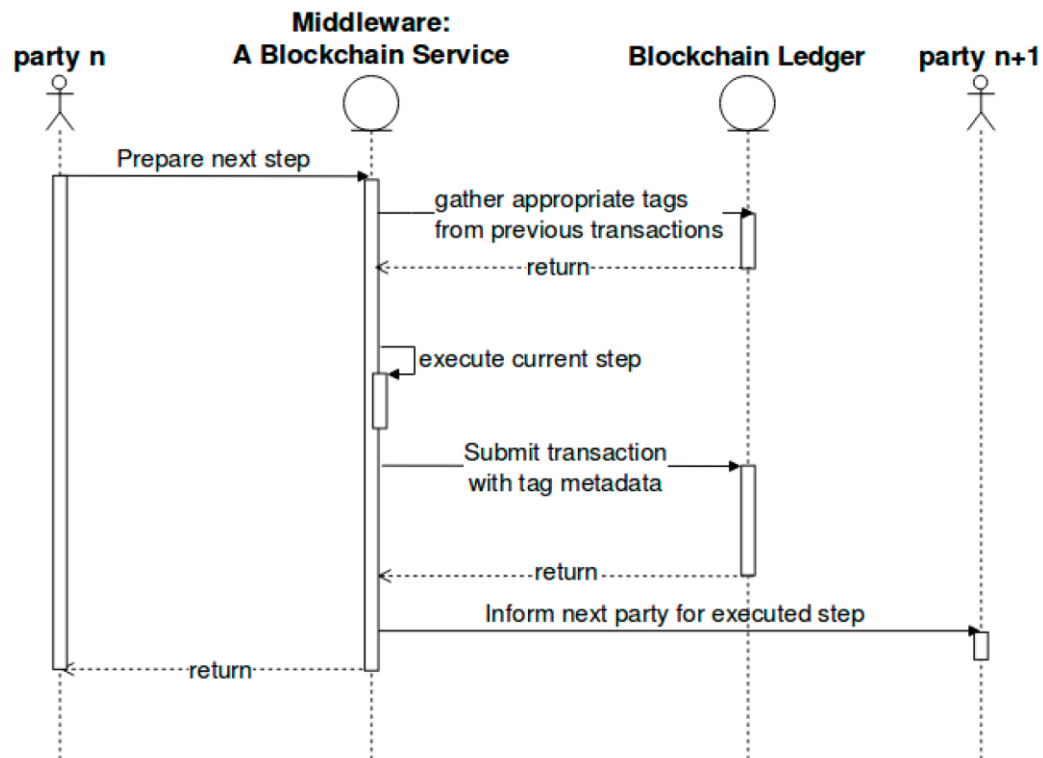 Middleware:
party n
A Blockchain Service
Blockchain Ledger
party n+1
Prepare next step
gather appropriate tags
from previous transactions
return
execute current step
Submit transaction
with tag metadata
return
Inform next party for executed step
return